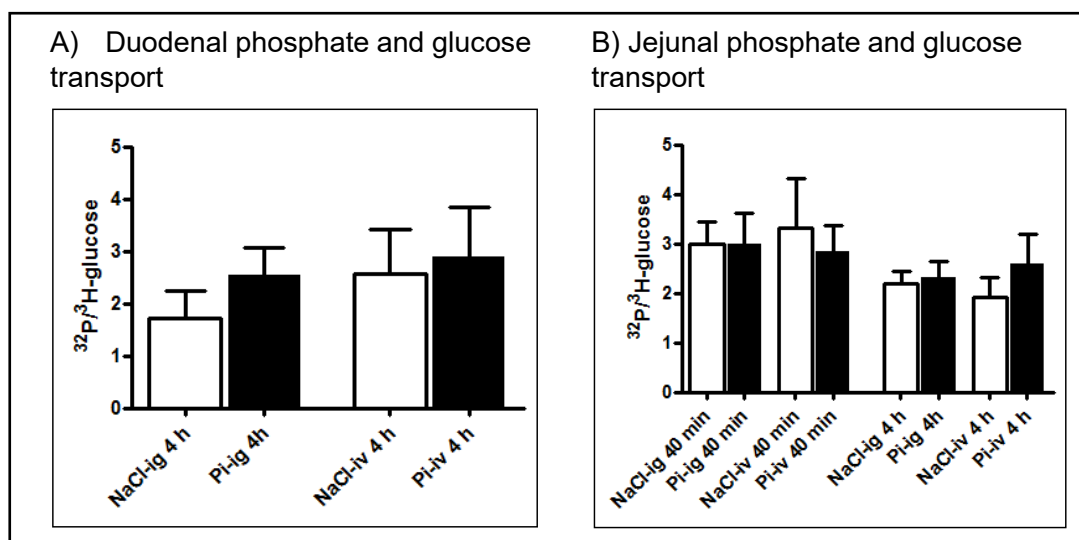 A) Duodenal phosphate and glucose
transport
5
4
3
2
1
0
³²P/³H-glucose
NaCl-ig 4 h
Pi-ig 4h
NaCl-iv 4 h
Pi-iv 4 h
B) Jejunal phosphate and glucose
transport
5
4
3
2
1
0
³²P/³H-glucose
NaCl-ig 40 min
Pi-ig 40 min
NaCl-iv 40 min
Pi-iv 40 min
NaCl-ig 4 h
Pi-ig 4h
NaCl-iv 4 h
Pi-iv 4 h